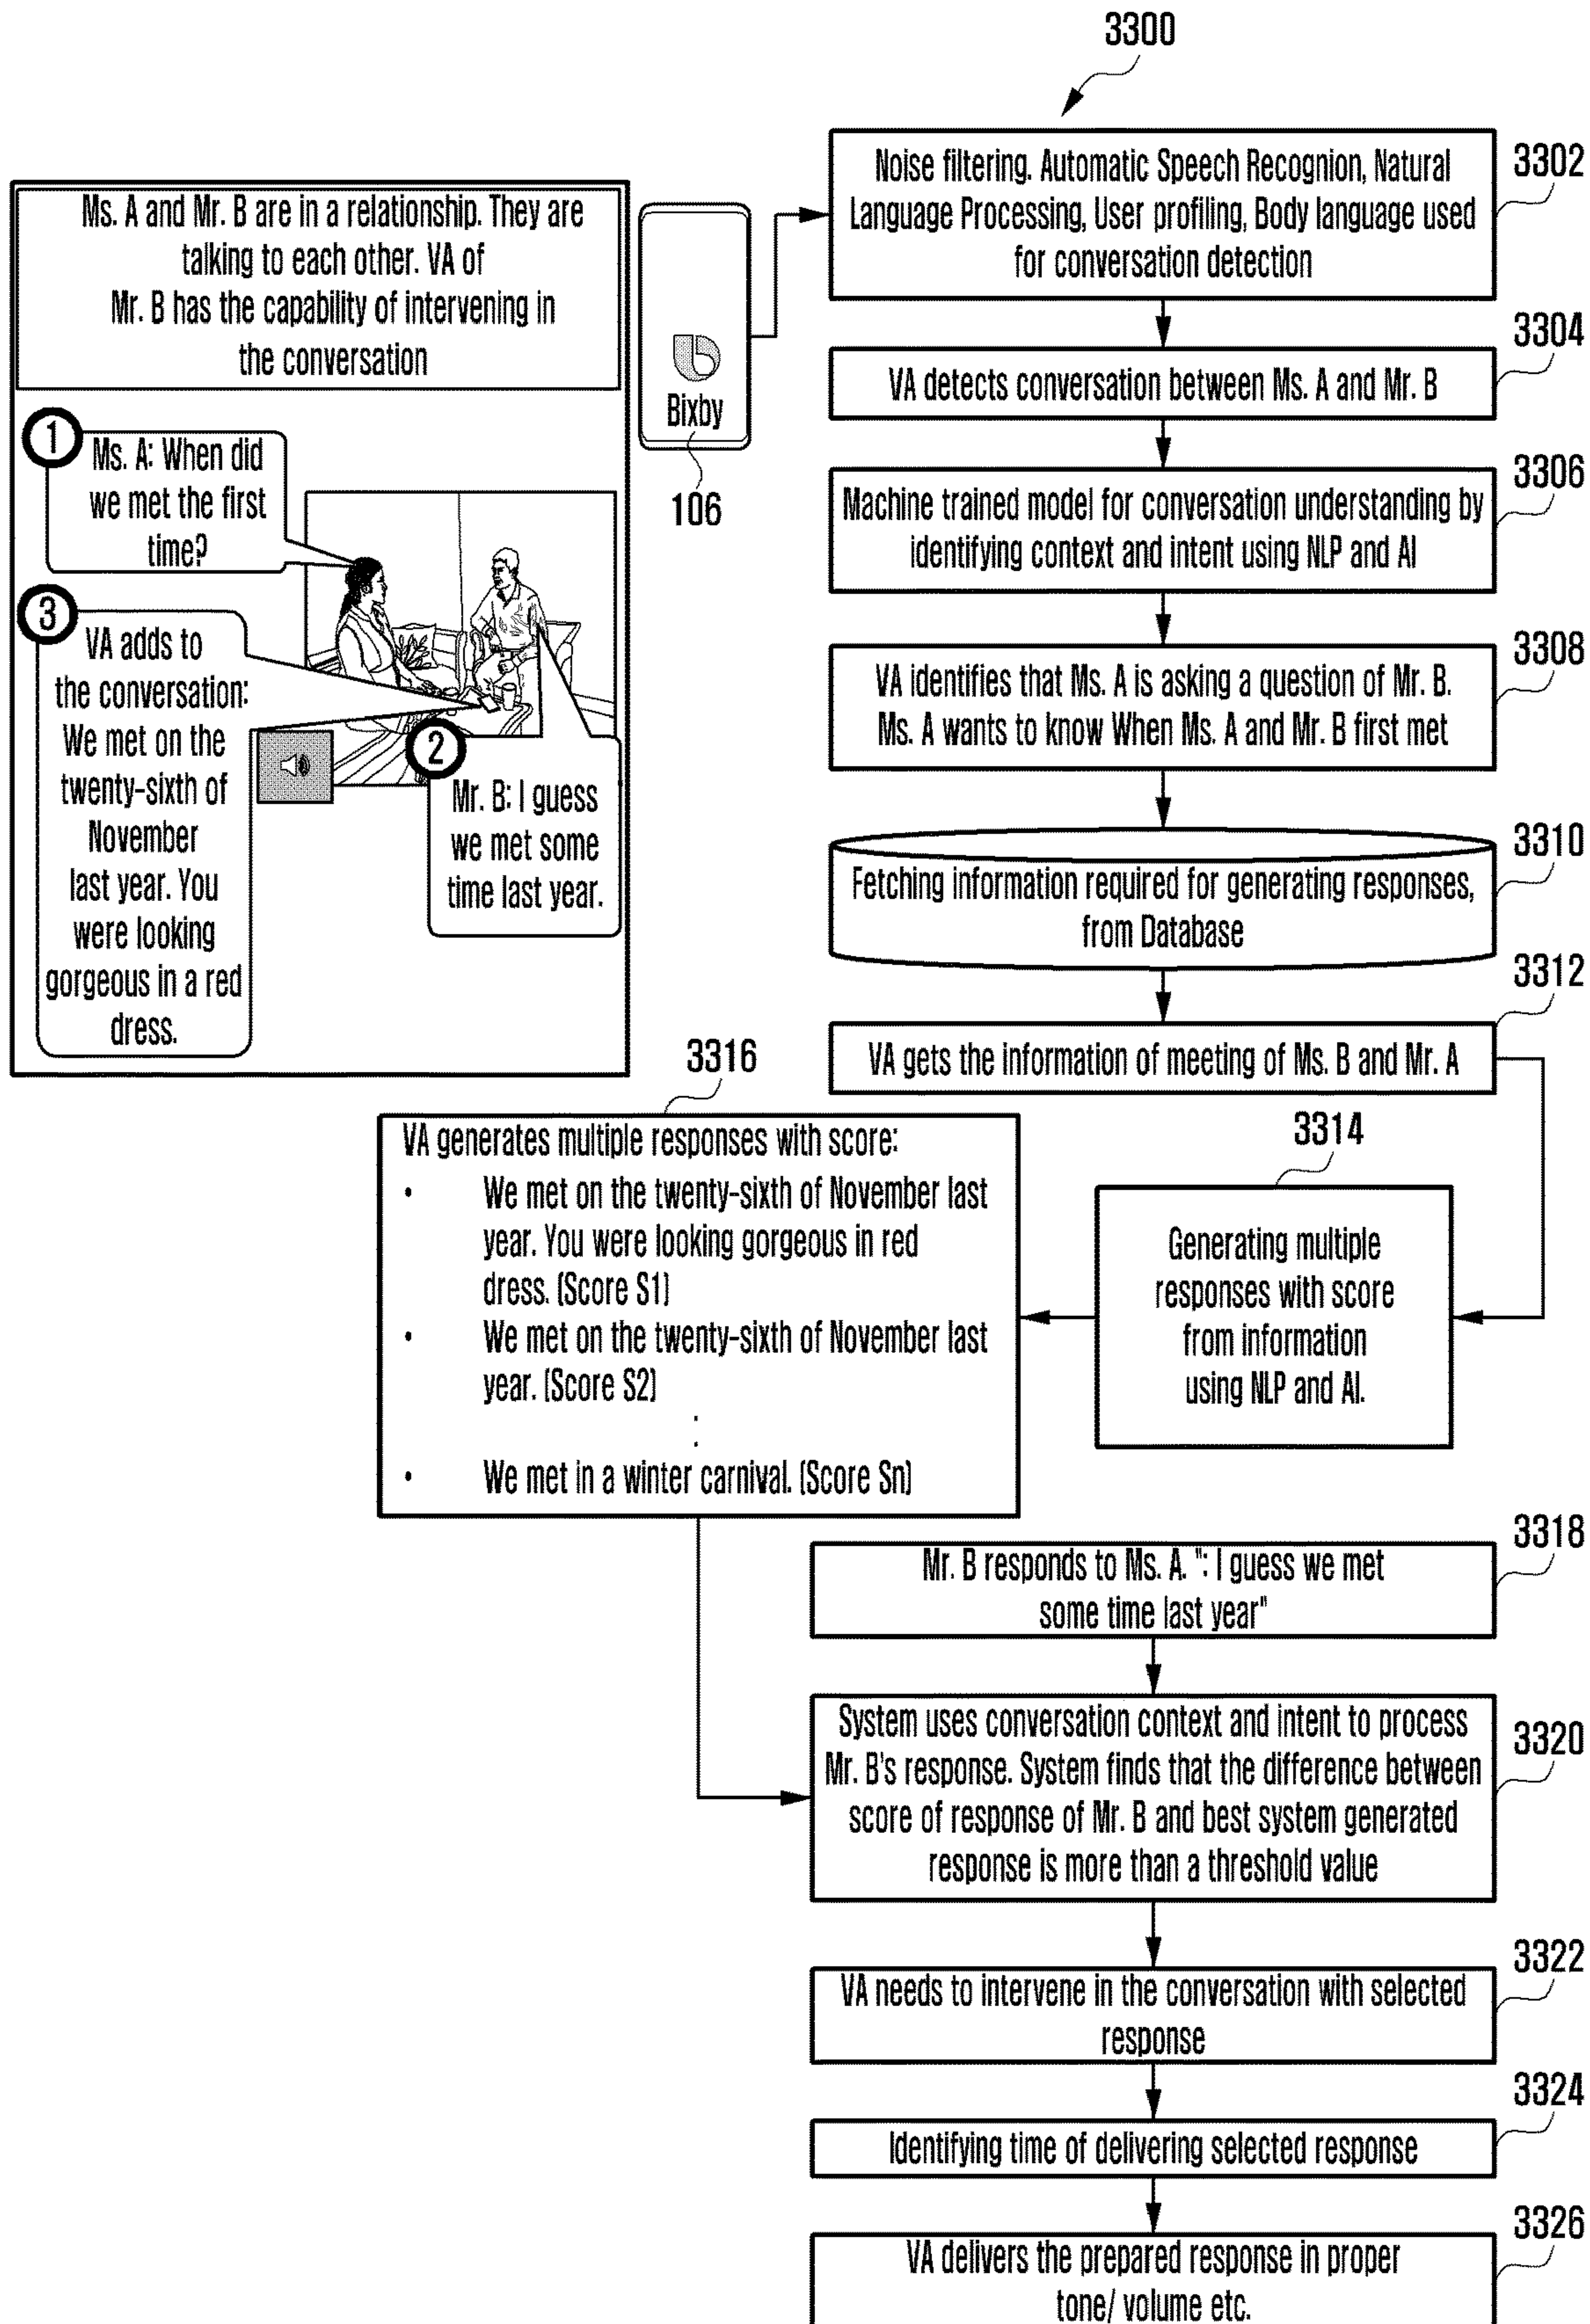 3300
Ms. A and Mr. B are in a relationship. They are
talking to each other. VA of
Mr. B has the capability of intervening in
the conversation
1
Ms. A: When did
we met the first
time?
3
VA adds to
the conversation:
We met on the
twenty-sixth of
November
last year. You
were looking
gorgeous in a red
dress.
2
Mr. B: I guess
we met some
time last year.
Bixby
106
Noise filtering. Automatic Speech Recognion, Natural
Language Processing, User profiling, Body language used
for conversation detection
3302
VA detects conversation between Ms. A and Mr. B
3304
Machine trained model for conversation understanding by
identifying context and intent using NLP and AI
3306
VA identifies that Ms. A is asking a question of Mr. B.
Ms. A wants to know When Ms. A and Mr. B first met
3308
Fetching information required for generating responses,
from Database
3310
VA gets the information of meeting of Ms. B and Mr. A
3312
3314
Generating multiple
responses with score
from information
using NLP and AI.
3316
VA generates multiple responses with score:
• We met on the twenty-sixth of November last
year. You were looking gorgeous in red
dress. (Score S1)
• We met on the twenty-sixth of November last
year. (Score S2)
.
.
• We met in a winter carnival. (Score Sn)
Mr. B responds to Ms. A. ": I guess we met
some time last year"
3318
System uses conversation context and intent to process
Mr. B's response. System finds that the difference between
score of response of Mr. B and best system generated
response is more than a threshold value
3320
VA needs to intervene in the conversation with selected
response
3322
Identifying time of delivering selected response
3324
VA delivers the prepared response in proper
tone/ volume etc.
3326